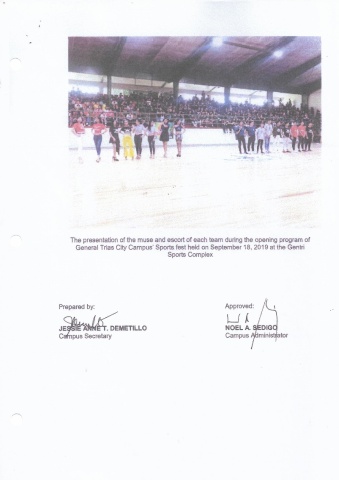 The presentation of the muse and escort of each team during the opening program of
General Trias City Campus' Sports fest held on September 18, 2019 at the Gentri
Sports Complex
Prepared by:
Approved:
JESSIE ANNE T. DEMETILLO
NOEL A. SEDIGO
Campus Secretary
Campus Administrator